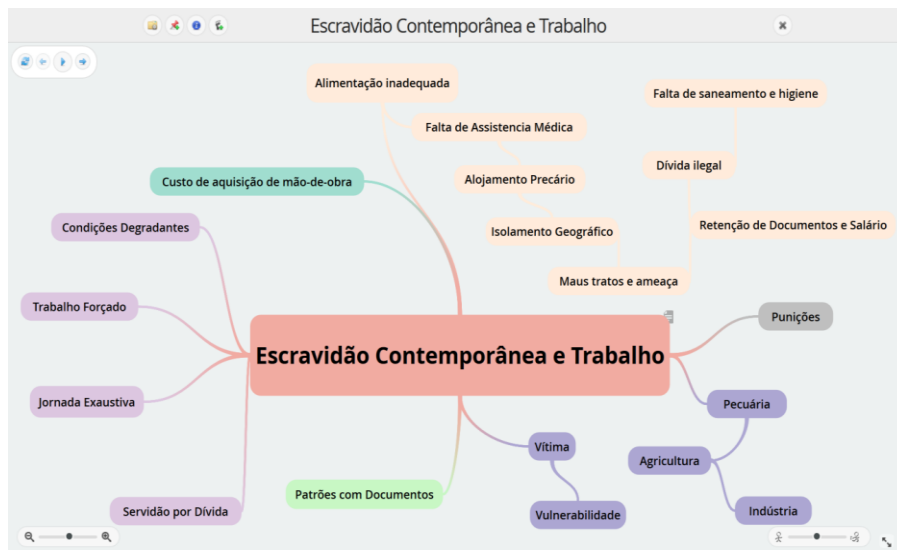 Escravidão Contemporânea e Trabalho
Alimentação inadequada
Falta de saneamento e higiene
Falta de Assistencia Médica
Dívida ilegal
Custo de aquisição de mão-de-obra
Alojamento Precário
Condições Degradantes
Isolamento Geográfico
Retenção de Documentos e Salário
Maus tratos e ameaça
Trabalho Forçado
Punições
Escravidão Contemporânea e Trabalho
Jornada Exaustiva
Pecuária
Vítima
Agricultura
Patrões com Documentos
Servidão por Dívida
Vulnerabilidade
Indústria